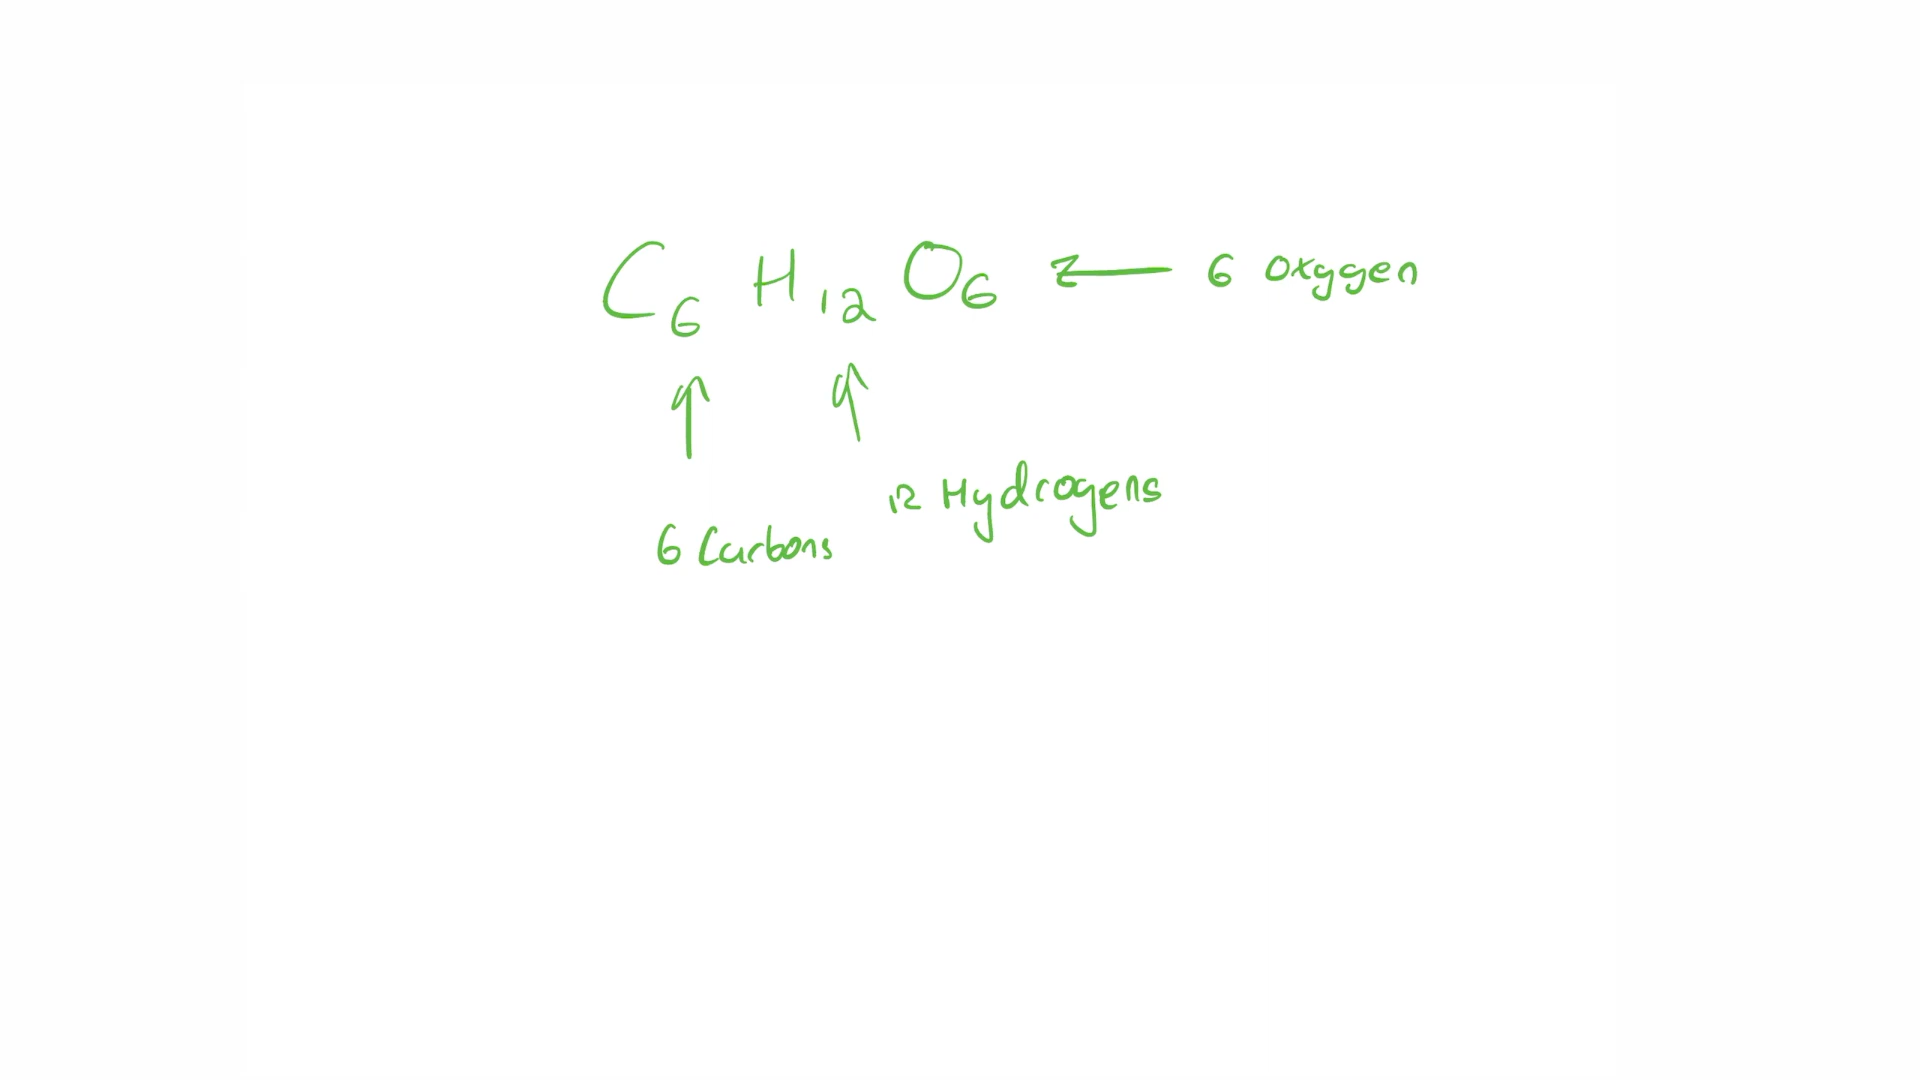 C₆ H₁₂ O₆ ← 6 Oxygen
12 Hydrogens
6 Carbons